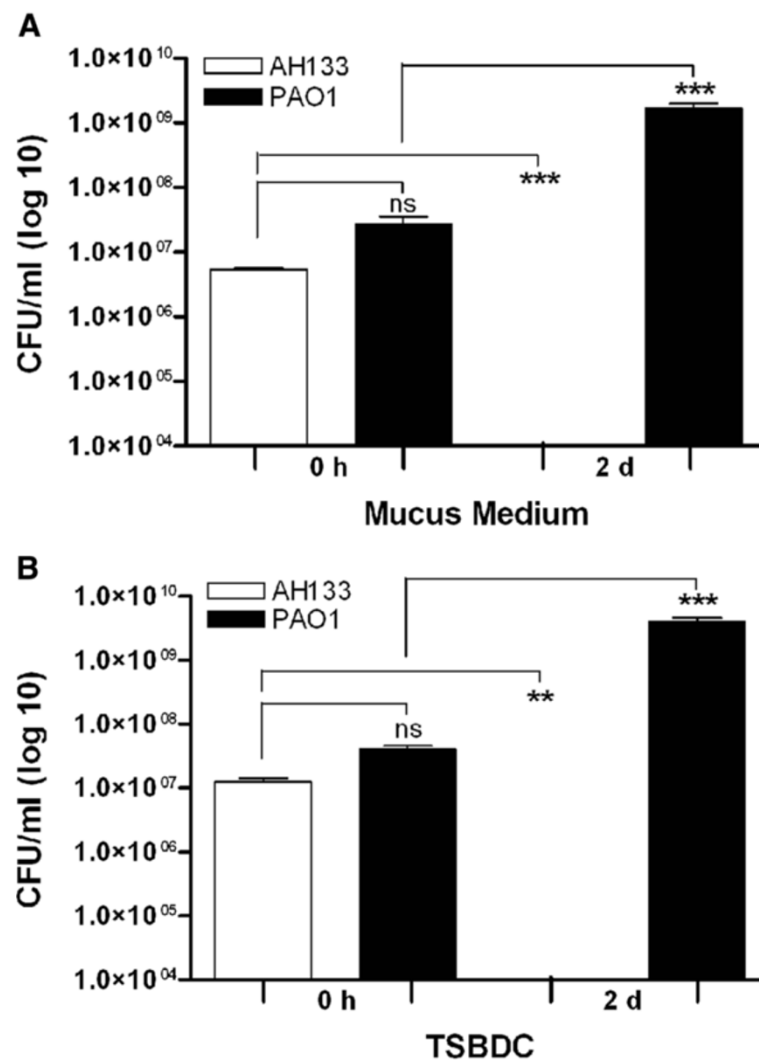 A
1.0×10 10
1.0×10 09
1.0×10 08
1.0×10 07
1.0×10 06
1.0×10 05
1.0×10 04
CFU/ml (log 10)
AH133
PAO1
***
***
ns
0 h
2 d
Mucus Medium
B
1.0×10 10
1.0×10 09
1.0×10 08
1.0×10 07
1.0×10 06
1.0×10 05
1.0×10 04
CFU/ml (log 10)
AH133
PAO1
***
**
ns
0 h
2 d
TSBDC